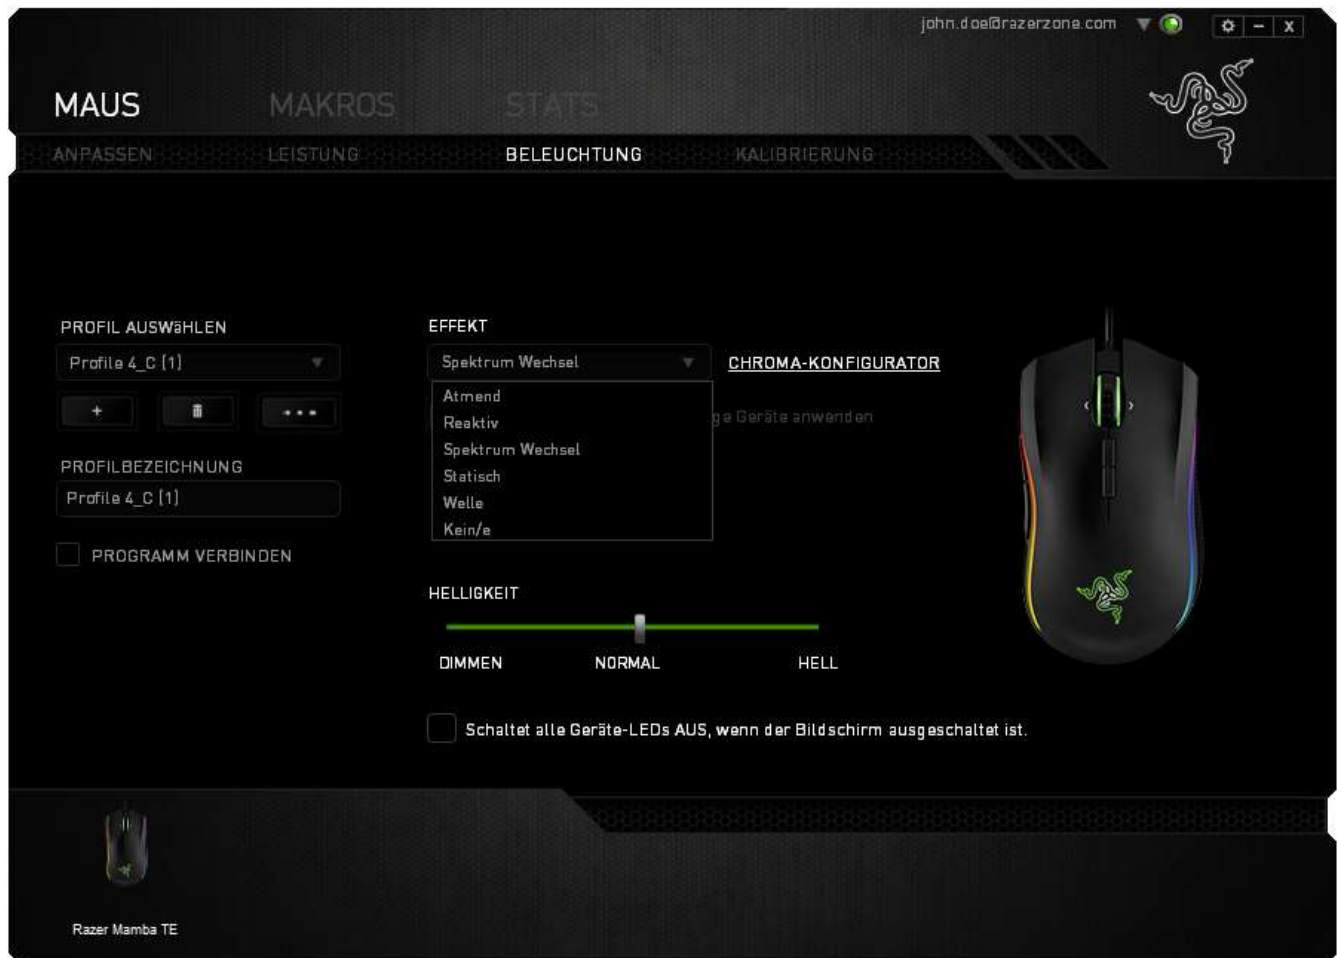 john.doe@razerzone.com
MAUS MAKROS STATS
ANPASSEN LEISTUNG BELEUCHTUNG KALIBRIERUNG
PROFIL AUSWäHLEN
Profile 4_C (1)
PROFILBEZEICHNUNG
Profile 4_C (1)
PROGRAMM VERBINDEN
EFFEKT
Spektrum Wechsel
CHROMA-KONFIGURATOR
Atmend
Reaktiv
Spektrum Wechsel
Statisch
Welle
Kein/e
Geräte anwenden
HELLIGKEIT
DIMMEN NORMAL HELL
Schaltet alle Geräte-LEDs AUS, wenn der Bildschirm ausgeschaltet ist.
Razer Mamba TE